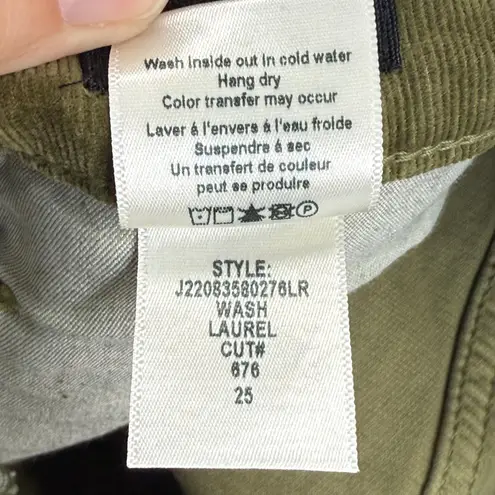 Wash inside out in cold water
Hang dry
Color transfer may occur
Laver á l'envers á l'eau froide
Suspendre á sec
Un transfert de couleur
peut se produire
P
STYLE:
J22083580276LR
WASH
LAUREL
CUT#
676
25